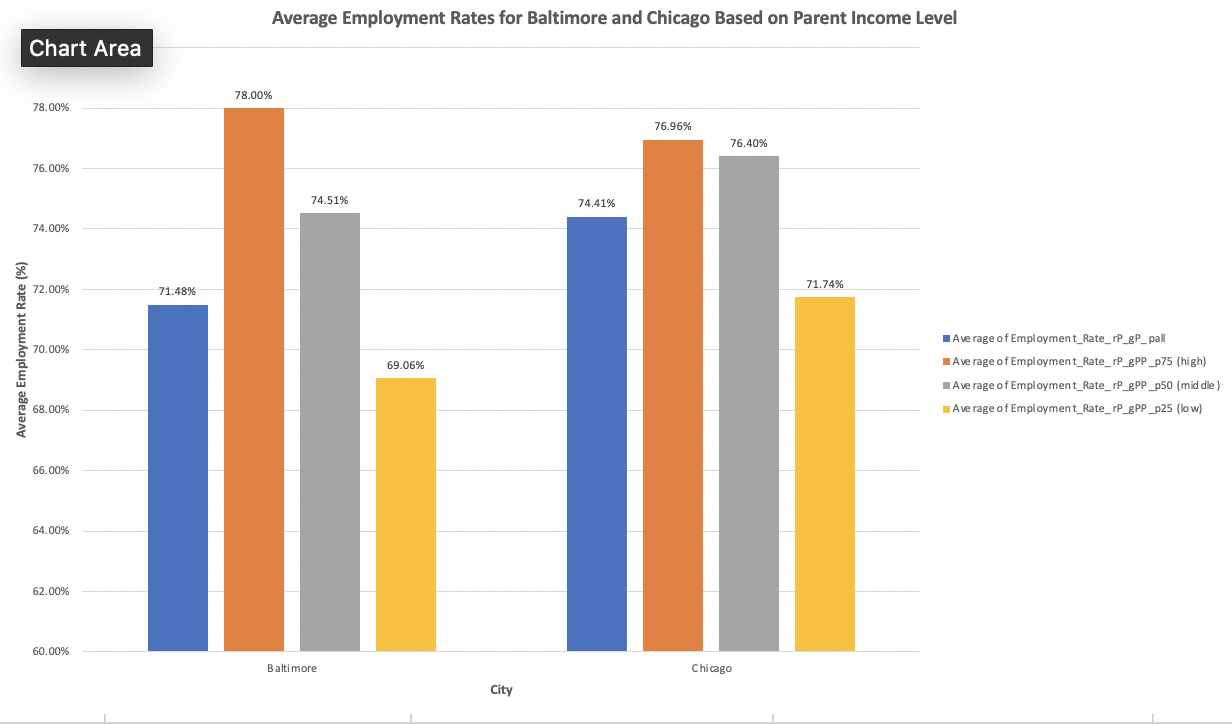 Average Employment Rates for Baltimore and Chicago Based on Parent Income Level
Chart Area
78.00%
76.00%
74.00%
72.00%
70.00%
68.00%
66.00%
64.00%
62.00%
60.00%
Average Employment Rate (%)
71.48%
78.00%
74.51%
69.06%
74.41%
76.96%
76.40%
71.74%
Baltimore
Chicago
City
Average of Employment_Rate_rP_gP_pall
Average of Employment_Rate_rP_gPP_p75 (high)
Average of Employment_Rate_rP_gPP_p50 (middle)
Average of Employment_Rate_rP_gPP_p25 (low)